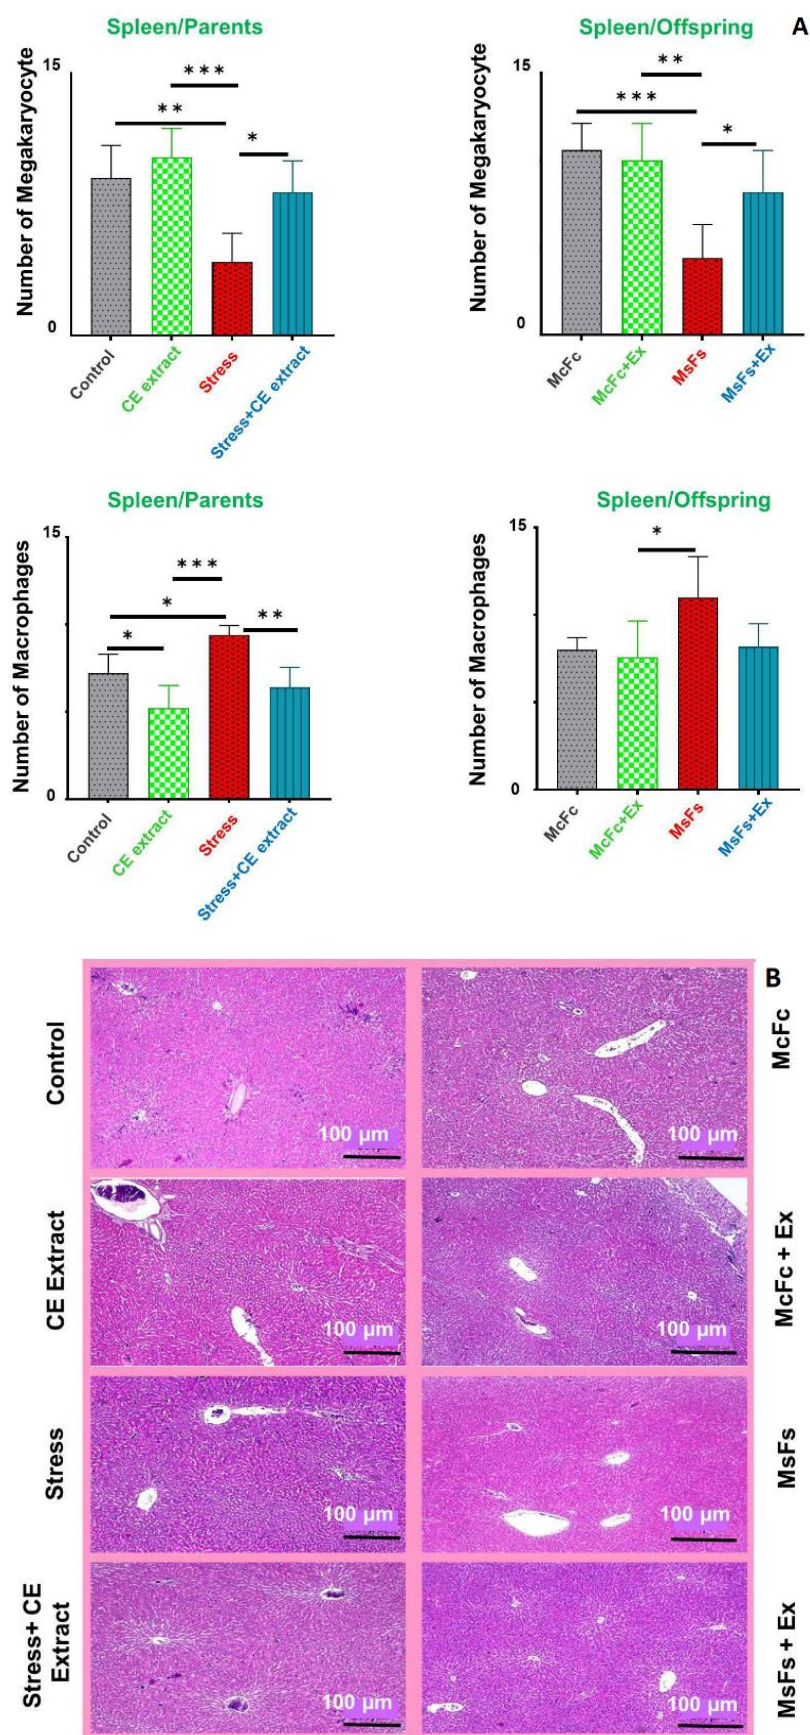 Spleen/Parents
Number of Megakaryocyte
15
0
***
**
*
Control
CE extract
Stress
Stress+CE extract
A
Spleen/Offspring
Number of Megakaryocyte
15
0
**
***
*
McFc
McFc+Ex
MsFs
MsFs+Ex
Spleen/Parents
Number of Macrophages
15
0
***
*
*
**
Control
CE extract
Stress
Stress+CE extract
Spleen/Offspring
Number of Macrophages
15
0
*
McFc
McFc+Ex
MsFs
MsFs+Ex
B
Control
100 µm
100 µm
McFc
CE Extract
100 µm
100 µm
McFc + Ex
Stress
100 µm
100 µm
MsFs
Stress+ CE
Extract
100 µm
100 µm
MsFs + Ex